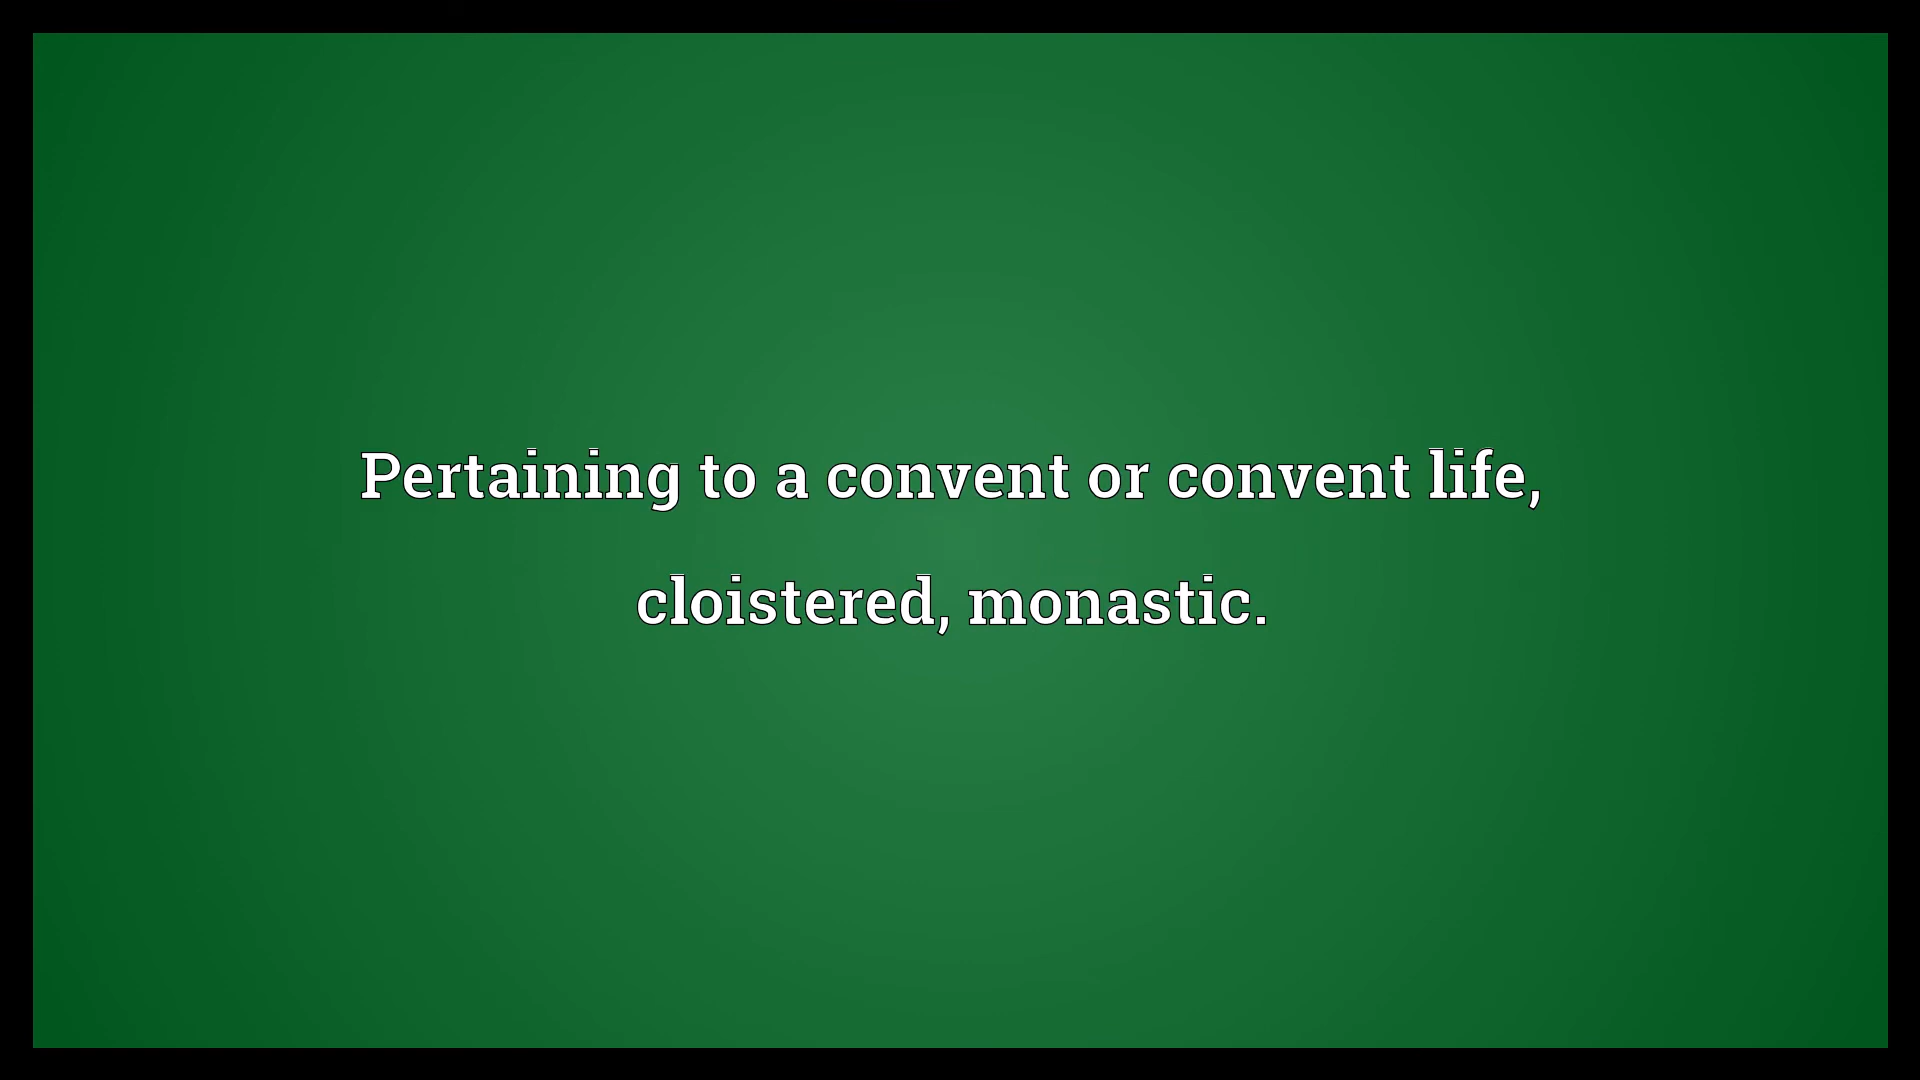 Pertaining to a convent or convent life,
cloistered, monastic.